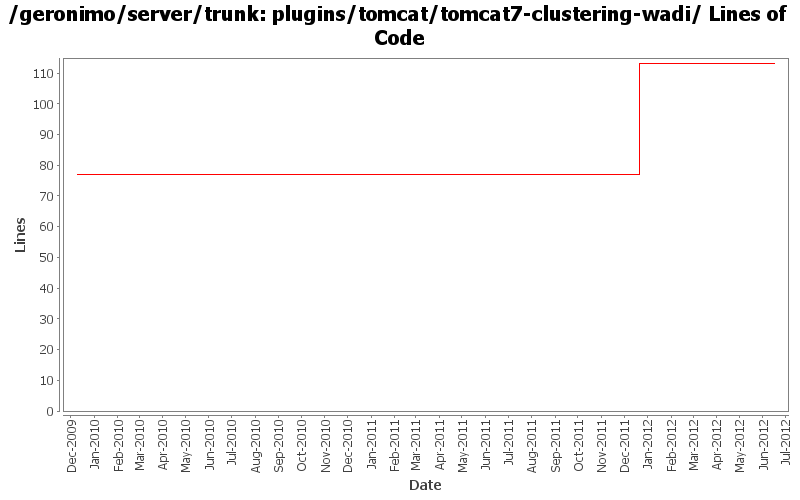 /geronimo/server/trunk: plugins/tomcat/tomcat7-clustering-wadi/ Lines of
Code
110
100
90
80
70
60
50
40
30
20
10
0
Lines
Dec-2009
Jan-2010
Feb-2010
Mar-2010
Apr-2010
May-2010
Jun-2010
Jul-2010
Aug-2010
Sep-2010
Oct-2010
Nov-2010
Dec-2010
Jan-2011
Feb-2011
Mar-2011
Apr-2011
May-2011
Jun-2011
Jul-2011
Aug-2011
Sep-2011
Oct-2011
Nov-2011
Dec-2011
Jan-2012
Feb-2012
Mar-2012
Apr-2012
May-2012
Jun-2012
Jul-2012
Date